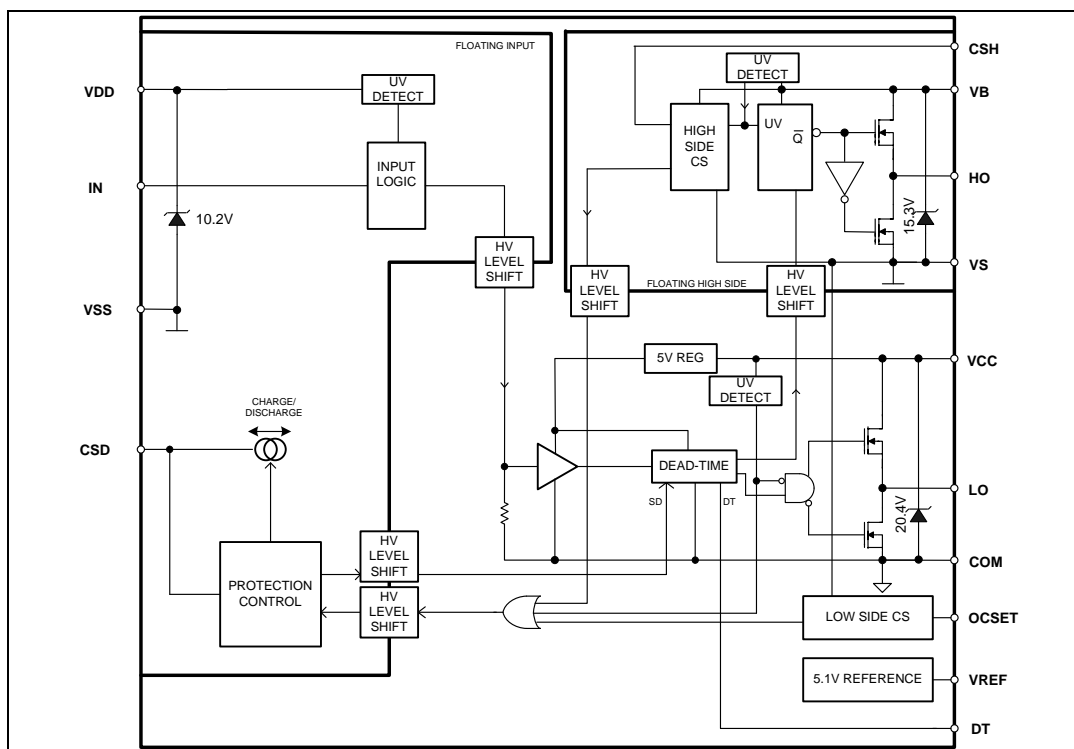 FLOATING INPUT
CSH
UV
DETECT
VDD
UV
DETECT
VB
HIGH
SIDE
CS
UV
Q̅
INPUT
LOGIC
IN
HO
10.2V
15.3V
HV
LEVEL
SHIFT
VS
HV
LEVEL
SHIFT
FLOATING HIGH SIDE
HV
LEVEL
SHIFT
VSS
5V REG
VCC
UV
DETECT
CHARGE/
DISCHARGE
CSD
DEAD-TIME
SD
DT
LO
20.4V
HV
LEVEL
SHIFT
COM
PROTECTION
CONTROL
HV
LEVEL
SHIFT
LOW SIDE CS
OCSET
5.1V REFERENCE
VREF
DT